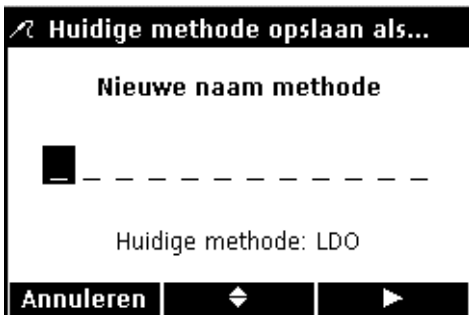 Huidige methode opslaan als...
Nieuwe naam methode
_ _ _ _ _ _ _ _ _ _ _ _
Huidige methode: LDO
Annuleren